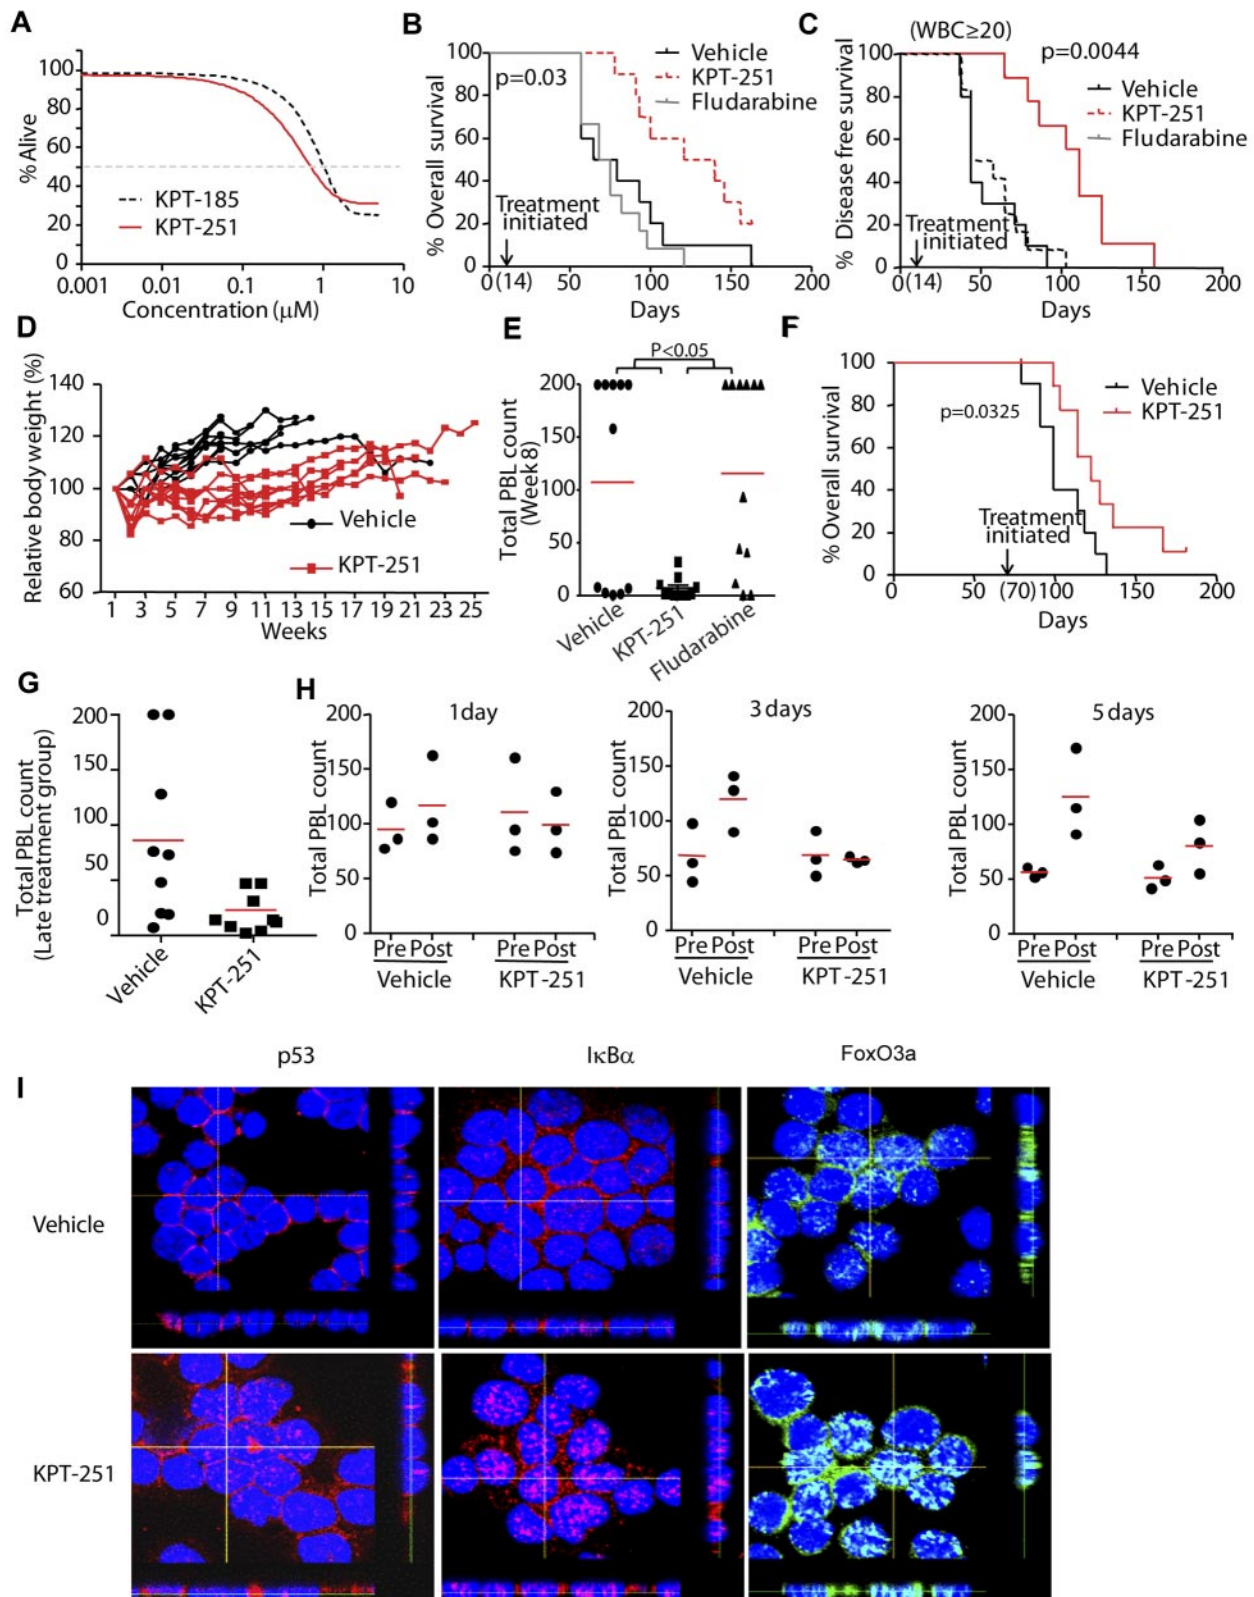 A
%Alive
100
80
60
40
20
0
0.001 0.01 0.1 1 10
Concentration (μM)
KPT-185
KPT-251
B
% Overall survival
100
80
60
40
20
0
p=0.03
Vehicle
KPT-251
Fludarabine
Treatment
initiated
0 (14) 50 100 150 200
Days
C
(WBC≥20)
p=0.0044
% Disease free survival
100
80
60
40
20
0
Vehicle
KPT-251
Fludarabine
Treatment
initiated
0 (14) 50 100 150 200
Days
D
Relative body weight (%)
140
120
100
80
60
Vehicle
KPT-251
1 3 5 7 9 11 13 15 17 19 21 23 25
Weeks
E
P<0.05
Total PBL count
(Week 8)
200
150
100
50
0
Vehicle
KPT-251
Fludarabine
F
% Overall survival
100
80
60
40
20
0
p=0.0325
Vehicle
KPT-251
Treatment
initiated
0 50 (70) 100 150 200
Days
G
Total PBL count
(Late treatment group)
200
150
100
50
0
Vehicle
KPT-251
H
1 day
Total PBL count
200
150
100
50
0
Pre Post Pre Post
Vehicle KPT-251
3 days
Total PBL count
200
150
100
50
0
Pre Post Pre Post
Vehicle KPT-251
5 days
Total PBL count
200
150
100
50
0
Pre Post Pre Post
Vehicle KPT-251
I
p53 IκBα FoxO3a
Vehicle
KPT-251